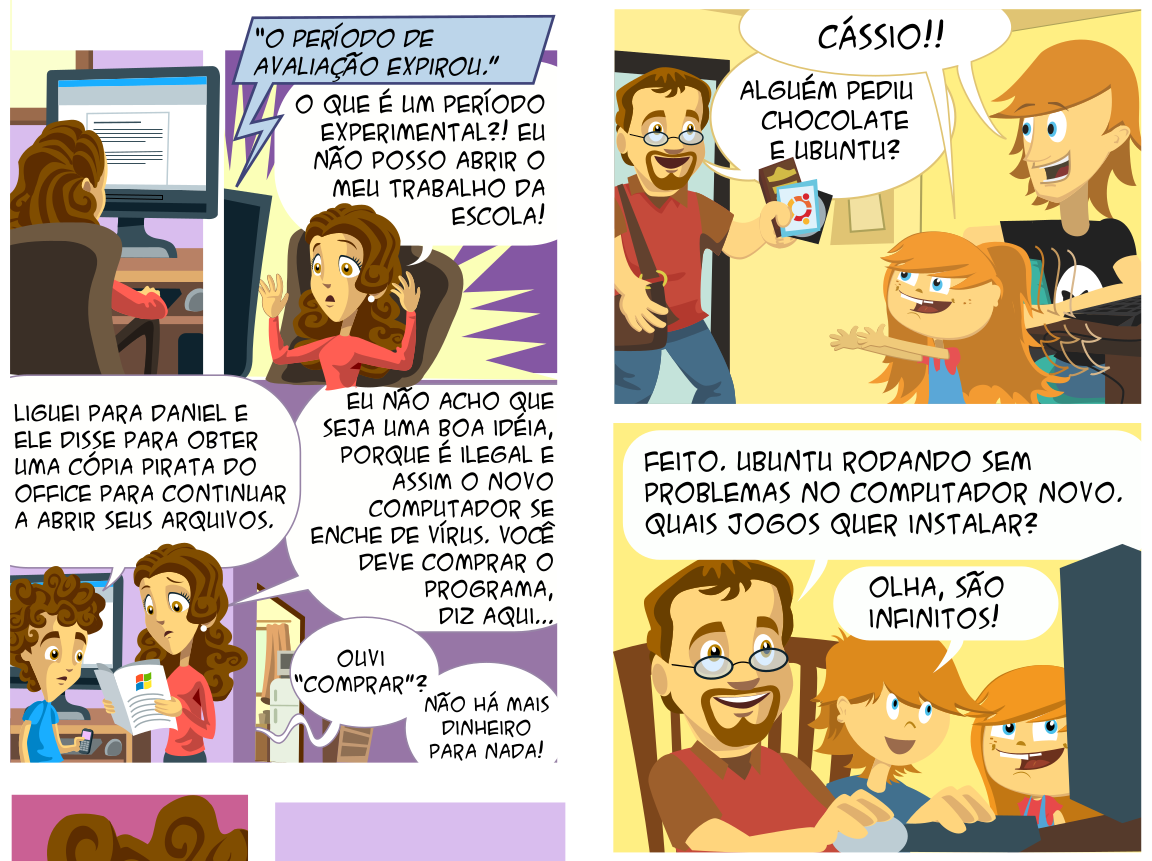 "O PERÍODO DE
AVALIAÇÃO EXPIROU."
O QUE É UM PERÍODO
EXPERIMENTAL?! EU
NÃO POSSO ABRIR O
MEU TRABALHO DA
ESCOLA!
LIGUEI PARA DANIEL E
ELE DISSE PARA OBTER
UMA CÓPIA PIRATA DO
OFFICE PARA CONTINUAR
A ABRIR SEUS ARQUIVOS.
EU NÃO ACHO QUE
SEJA UMA BOA IDÉIA,
PORQUE É ILEGAL E
ASSIM O NOVO
COMPUTADOR SE
ENCHE DE VÍRUS. VOCÊ
DEVE COMPRAR O
PROGRAMA,
DIZ AQUI...
OUVI
"COMPRAR"?
NÃO HÁ MAIS
DINHEIRO
PARA NADA!
CÁSSIO!!
ALGUÉM PEDIU
CHOCOLATE
E UBUNTU?
FEITO. UBUNTU RODANDO SEM
PROBLEMAS NO COMPUTADOR NOVO.
QUAIS JOGOS QUER INSTALAR?
OLHA, SÃO
INFINITOS!